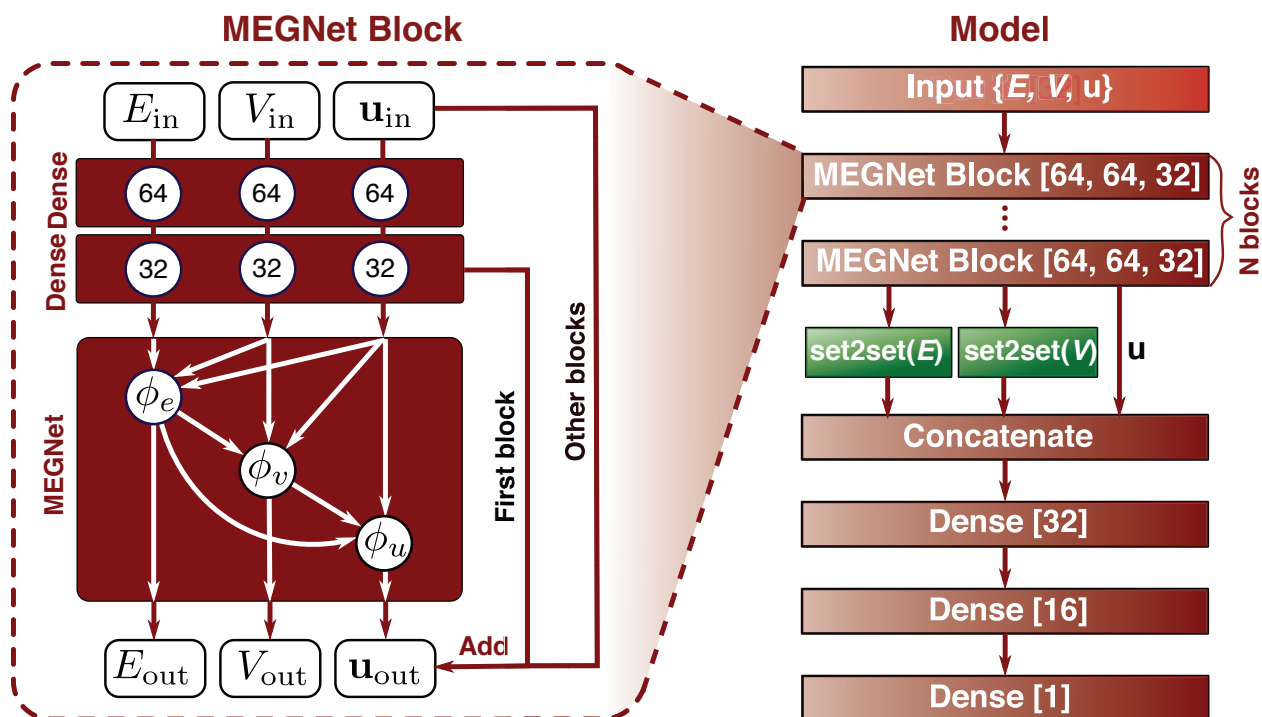 MEGNet Block
E_in V_in u_in
Dense
64 64 64
Dense
32 32 32
MEGNet
ϕ_e
ϕ_v
ϕ_u
First block
Other blocks
Add
E_out V_out u_out
Model
Input {E, V, u}
MEGNet Block [64, 64, 32]
⋮
MEGNet Block [64, 64, 32]
N blocks
set2set(E) set2set(V) u
Concatenate
Dense [32]
Dense [16]
Dense [1]